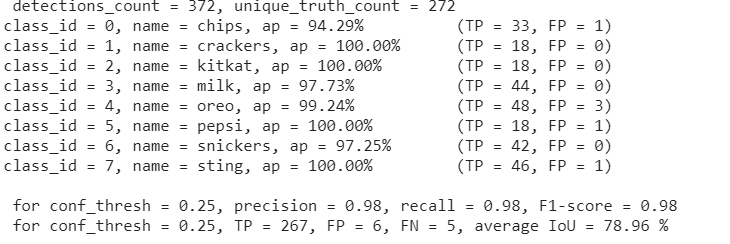 detections_count = 372, unique_truth_count = 272
class_id = 0, name = chips, ap = 94.29% (TP = 33, FP = 1)
class_id = 1, name = crackers, ap = 100.00% (TP = 18, FP = 0)
class_id = 2, name = kitkat, ap = 100.00% (TP = 18, FP = 0)
class_id = 3, name = milk, ap = 97.73% (TP = 44, FP = 0)
class_id = 4, name = oreo, ap = 99.24% (TP = 48, FP = 3)
class_id = 5, name = pepsi, ap = 100.00% (TP = 18, FP = 1)
class_id = 6, name = snickers, ap = 97.25% (TP = 42, FP = 0)
class_id = 7, name = sting, ap = 100.00% (TP = 46, FP = 1)
for conf_thresh = 0.25, precision = 0.98, recall = 0.98, F1-score = 0.98
for conf_thresh = 0.25, TP = 267, FP = 6, FN = 5, average IoU = 78.96 %